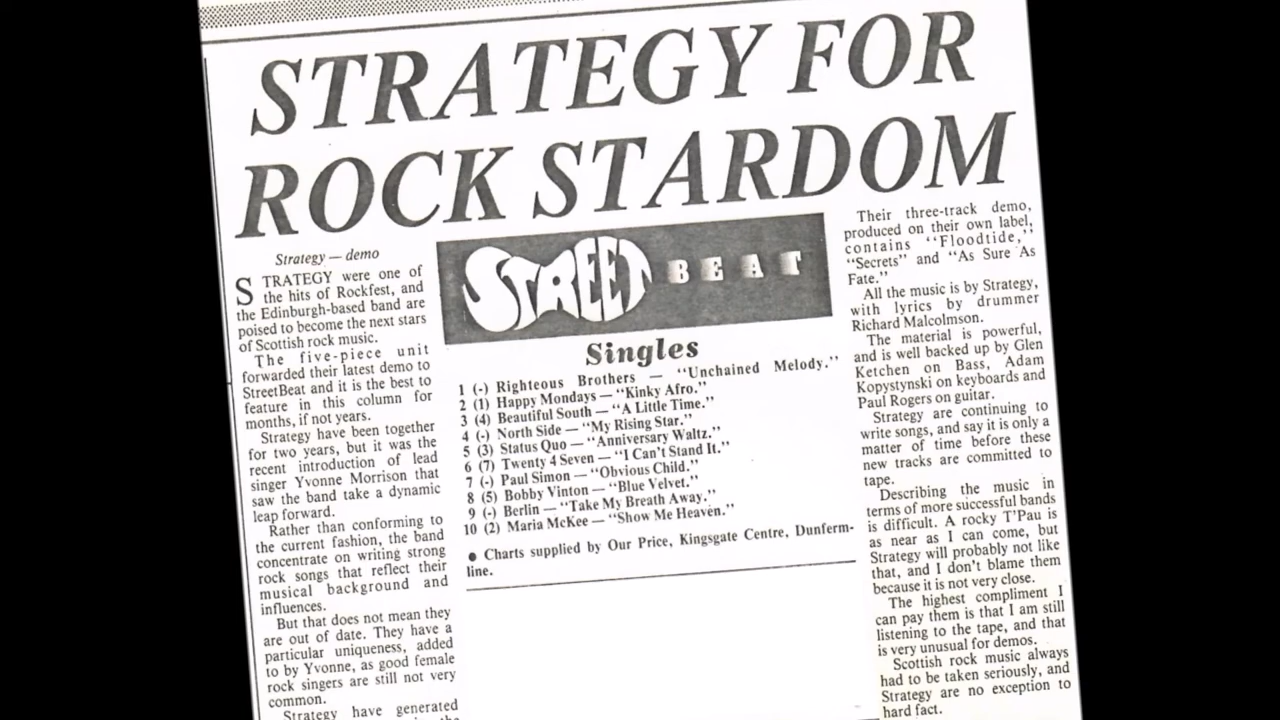 STRATEGY FOR
ROCK STARDOM
Strategy — demo
STRATEGY were one of
the hits of Rockfest, and
the Edinburgh-based band are
poised to become the next stars
of Scottish rock music.
The five-piece unit
forwarded their latest demo to
StreetBeat and it is the best to
feature in this column for
months, if not years.
Strategy have been together
for two years, but it was the
recent introduction of lead
singer Yvonne Morrison that
saw the band take a dynamic
leap forward.
Rather than conforming to
the current fashion, the band
concentrate on writing strong
rock songs that reflect their
musical background and
influences.
But that does not mean they
are out of date. They have a
particular uniqueness, added
to by Yvonne, as good female
rock singers are still not very
common.
Strategy have generated
STREET BEAT
Singles
1 (-) Righteous Brothers — "Unchained Melody."
2 (1) Happy Mondays — "Kinky Afro."
3 (4) Beautiful South — "A Little Time."
4 (-) North Side — "My Rising Star."
5 (3) Status Quo — "Anniversary Waltz."
6 (7) Twenty 4 Seven — "I Can't Stand It."
7 (-) Paul Simon — "Obvious Child."
8 (5) Bobby Vinton — "Blue Velvet."
9 (-) Berlin — "Take My Breath Away."
10 (2) Maria McKee — "Show Me Heaven."
● Charts supplied by Our Price, Kingsgate Centre, Dunferm-
line.
Their three-track demo,
produced on their own label,
contains "Floodtide,"
"Secrets" and "As Sure As
Fate."
All the music is by Strategy,
with lyrics by drummer
Richard Malcolmson.
The material is powerful,
and is well backed up by Glen
Ketchen on Bass, Adam
Kopystynski on keyboards and
Paul Rogers on guitar.
Strategy are continuing to
write songs, and say it is only a
matter of time before these
new tracks are committed to
tape.
Describing the music in
terms of more successful bands
is difficult. A rocky T'Pau is
as near as I can come, but
Strategy will probably not like
that, and I don't blame them
because it is not very close.
The highest compliment I
can pay them is that I am still
listening to the tape, and that
is very unusual for demos.
Scottish rock music always
had to be taken seriously, and
Strategy are no exception to
hard fact.